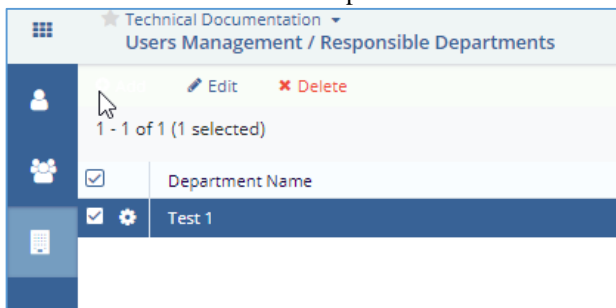 Technical Documentation
Users Management / Responsible Departments
Edit Delete
1 - 1 of 1 (1 selected)
Department Name
Test 1